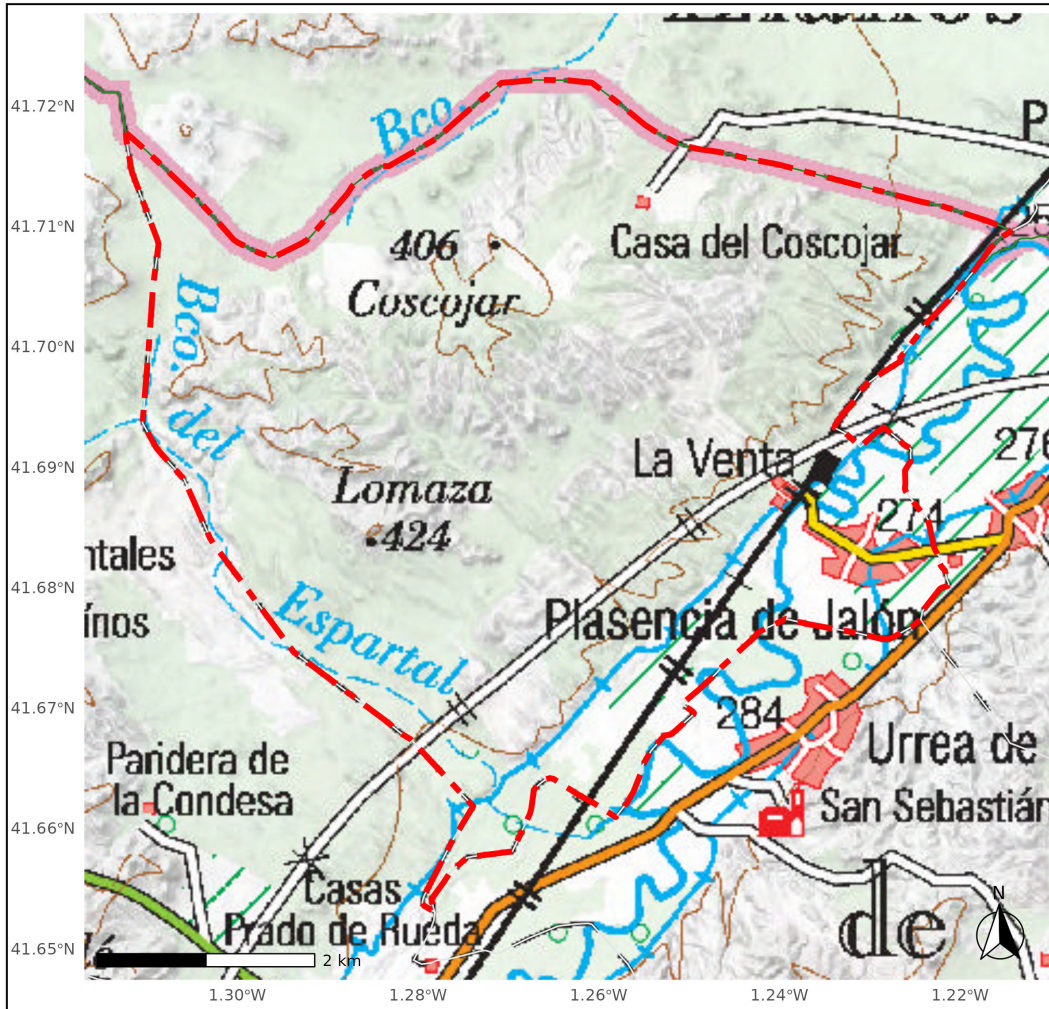 41.72°N
Bco.
P
41.71°N
406
Casa del Coscojar
Coscojar
Bco.
41.70°N
del
41.69°N
La Venta
276
Lomaza
424
274
ntales
41.68°N
Espartal
Plasencia de Jalón
ínos
41.67°N
284
Urrea de
Paridera de
la Condesa
San Sebastián
41.66°N
Casas
Prado de Rueda
de
N
41.65°N
2 km
1.30°W
1.28°W
1.26°W
1.24°W
1.22°W